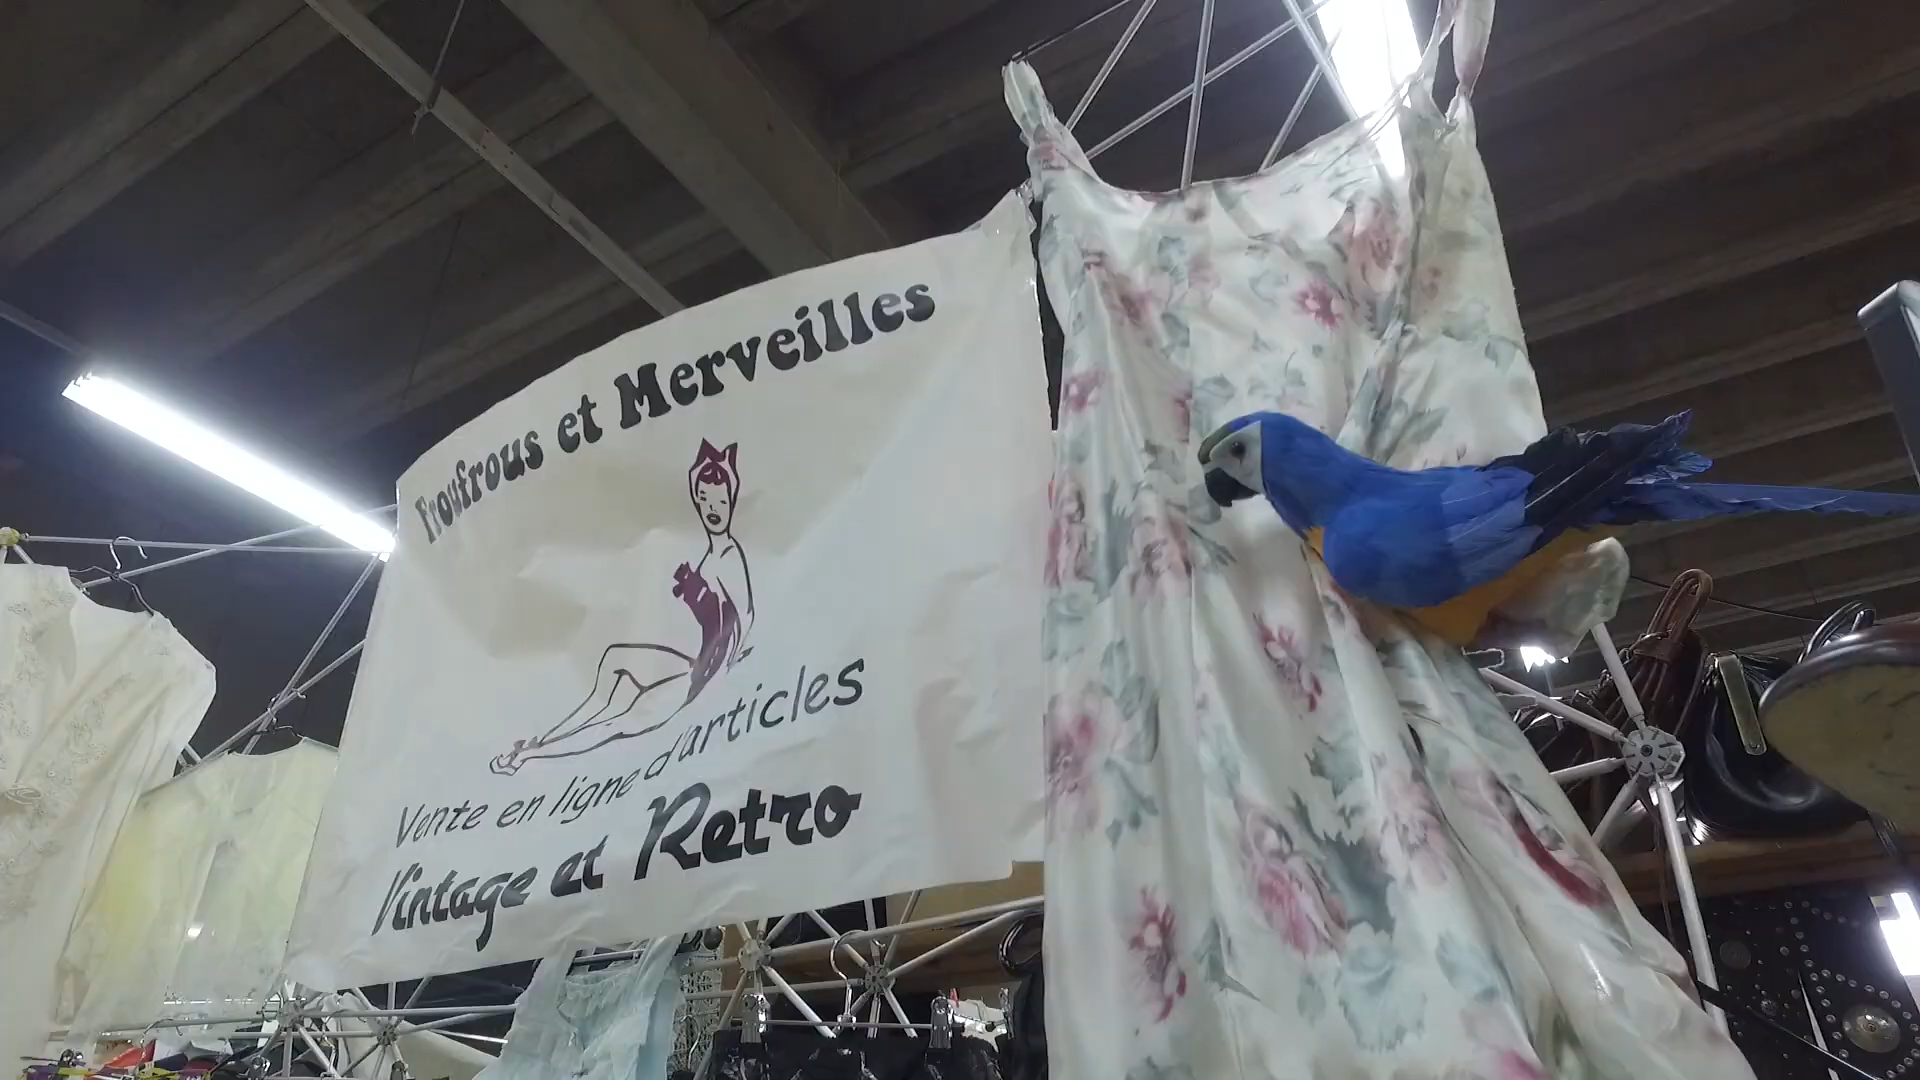 Froufrous et Merveilles
Vente en ligne d'articles
Vintage et Retro